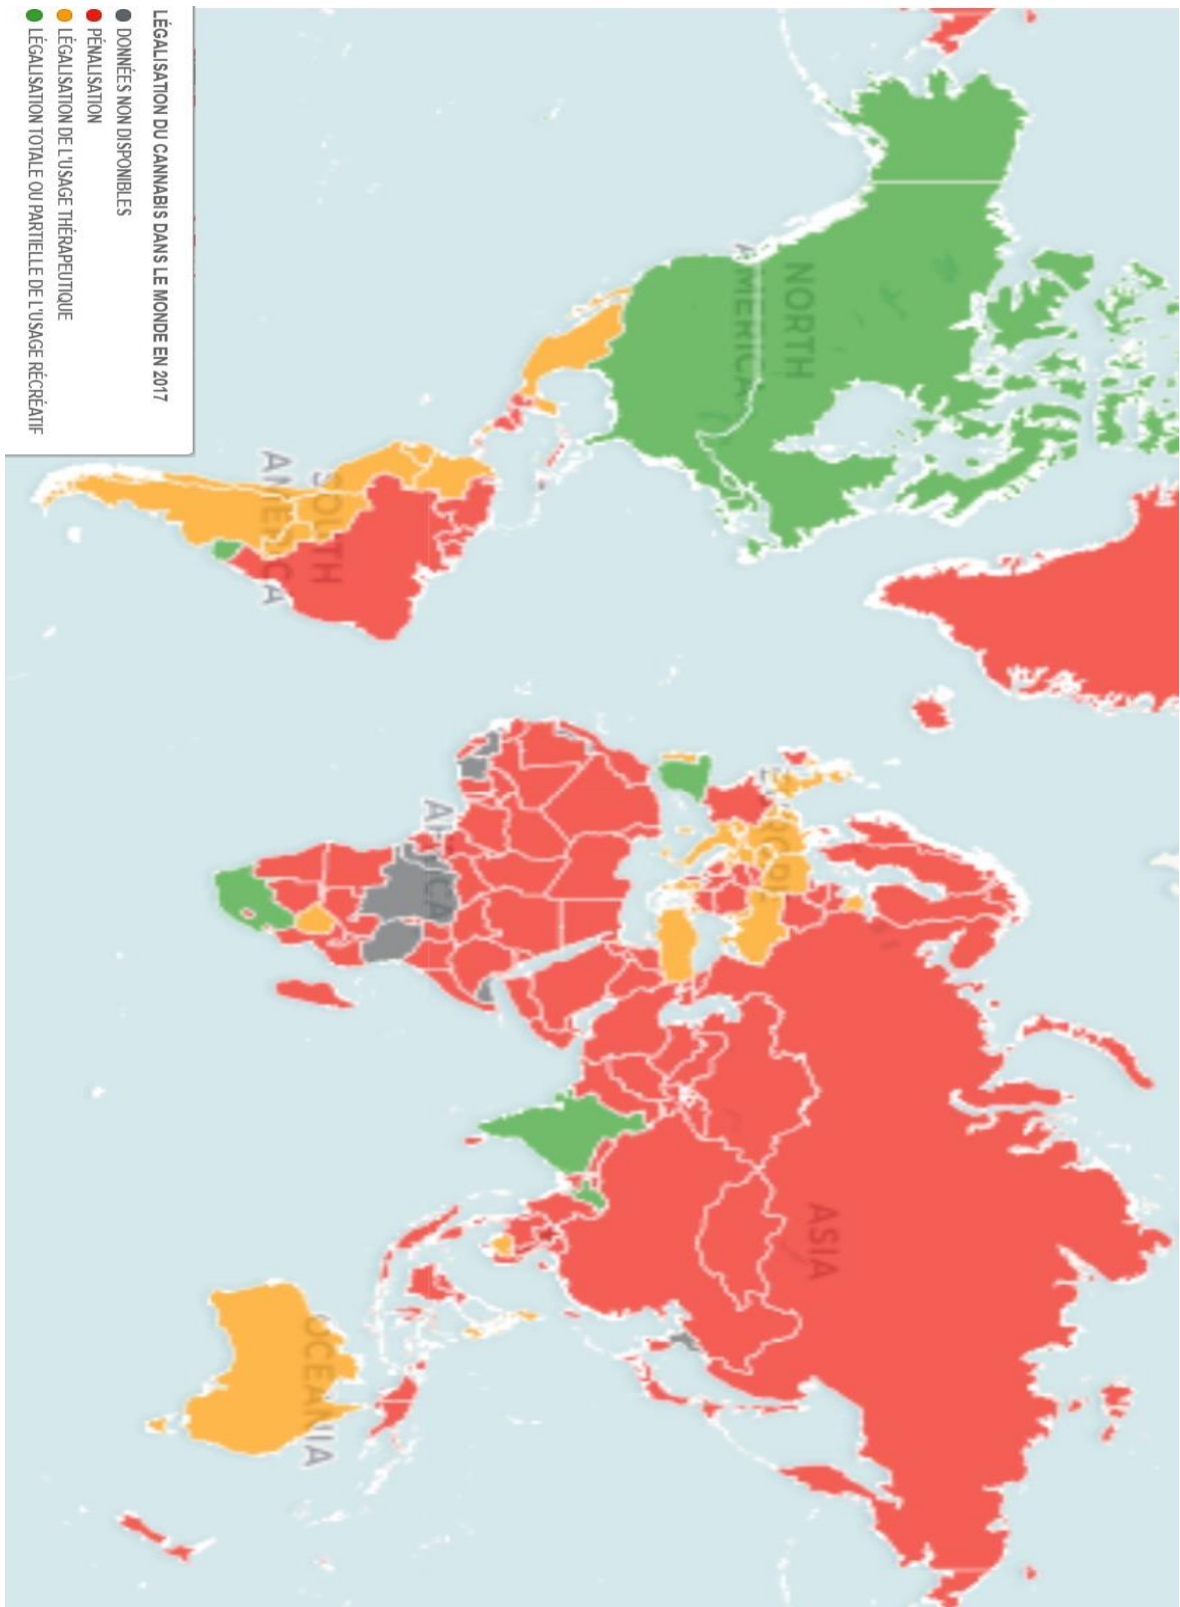 LÉGALISATION DU CANNABIS DANS LE MONDE EN 2017
DONNÉES NON DISPONIBLES
PÉNALISATION
LÉGALISATION DE L'USAGE THÉRAPEUTIQUE
LÉGALISATION TOTALE OU PARTIELLE DE L'USAGE RÉCRÉATIF
NORTH
AMERICA
SOUTH
AMERICA
EUROPE
AFRICA
ASIA
OCEANIA